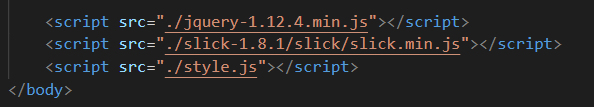 <script src="./jquery-1.12.4.min.js"></script>
<script src="./slick-1.8.1/slick/slick.min.js"></script>
<script src="./style.js"></script>
</body>